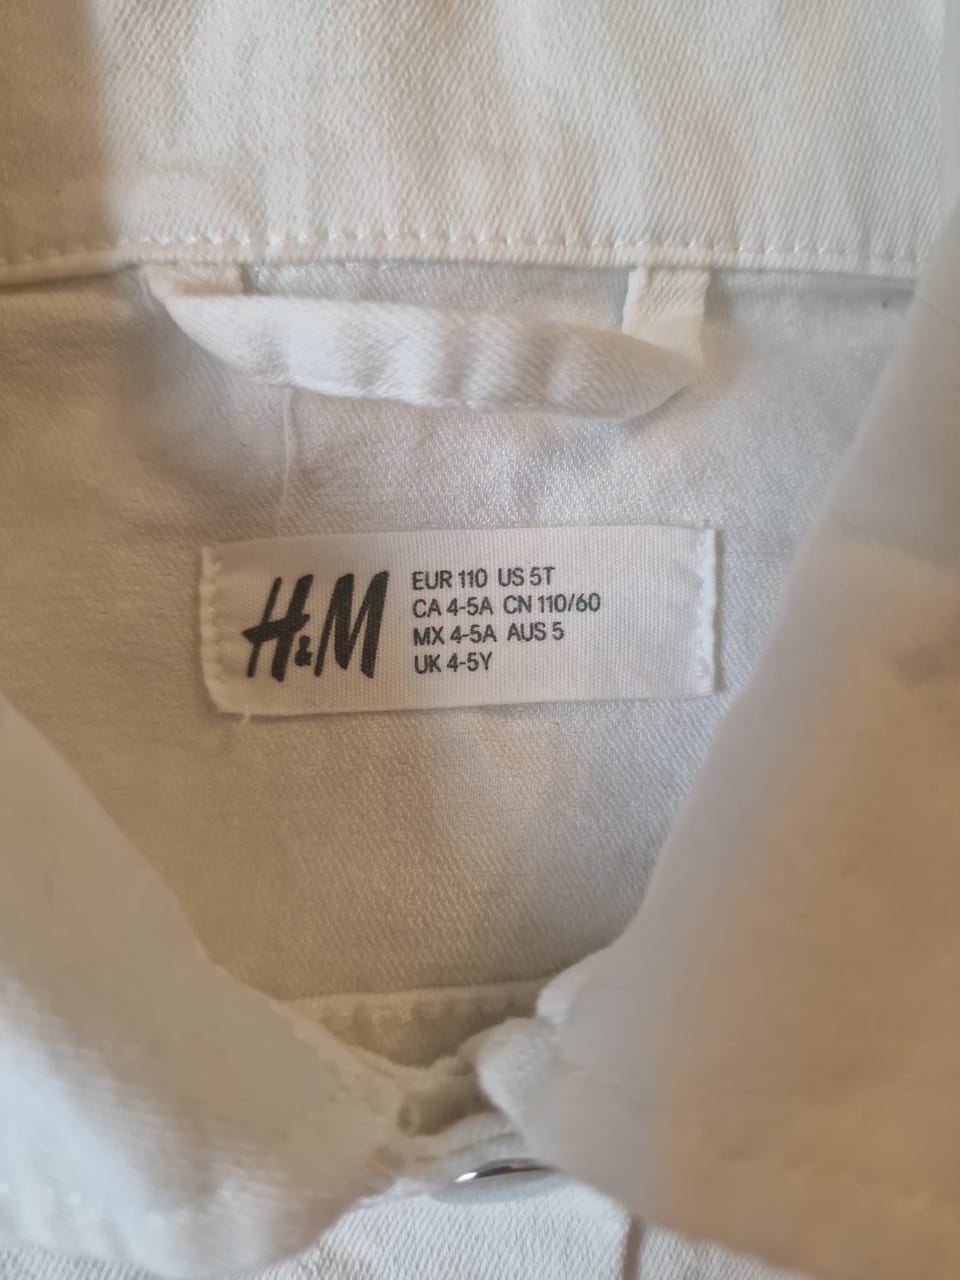 H&M
EUR 110 US 5T
CA 4-5A CN 110/60
MX 4-5A AUS 5
UK 4-5Y